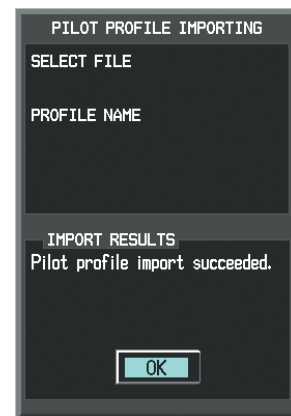 PILOT PROFILE IMPORTING
SELECT FILE
PROFILE NAME
IMPORT RESULTS
Pilot profile import succeeded.
OK